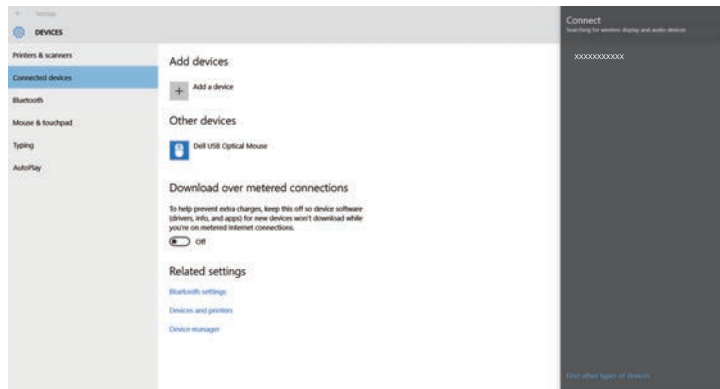 Settings
DEVICES
Printers & scanners
Connected devices
Bluetooth
Mouse & touchpad
Typing
AutoPlay
Add devices
+
Add a device
Other devices
Dell USB Optical Mouse
Download over metered connections
To help prevent extra charges, keep this off so device software
(drivers, info, and apps) for new devices won't download while
you're on metered Internet connections.
Off
Related settings
Bluetooth settings
Devices and printers
Device manager
Connect
Searching for wireless display and audio devices
xxxxxxxxxxx
Find other types of devices